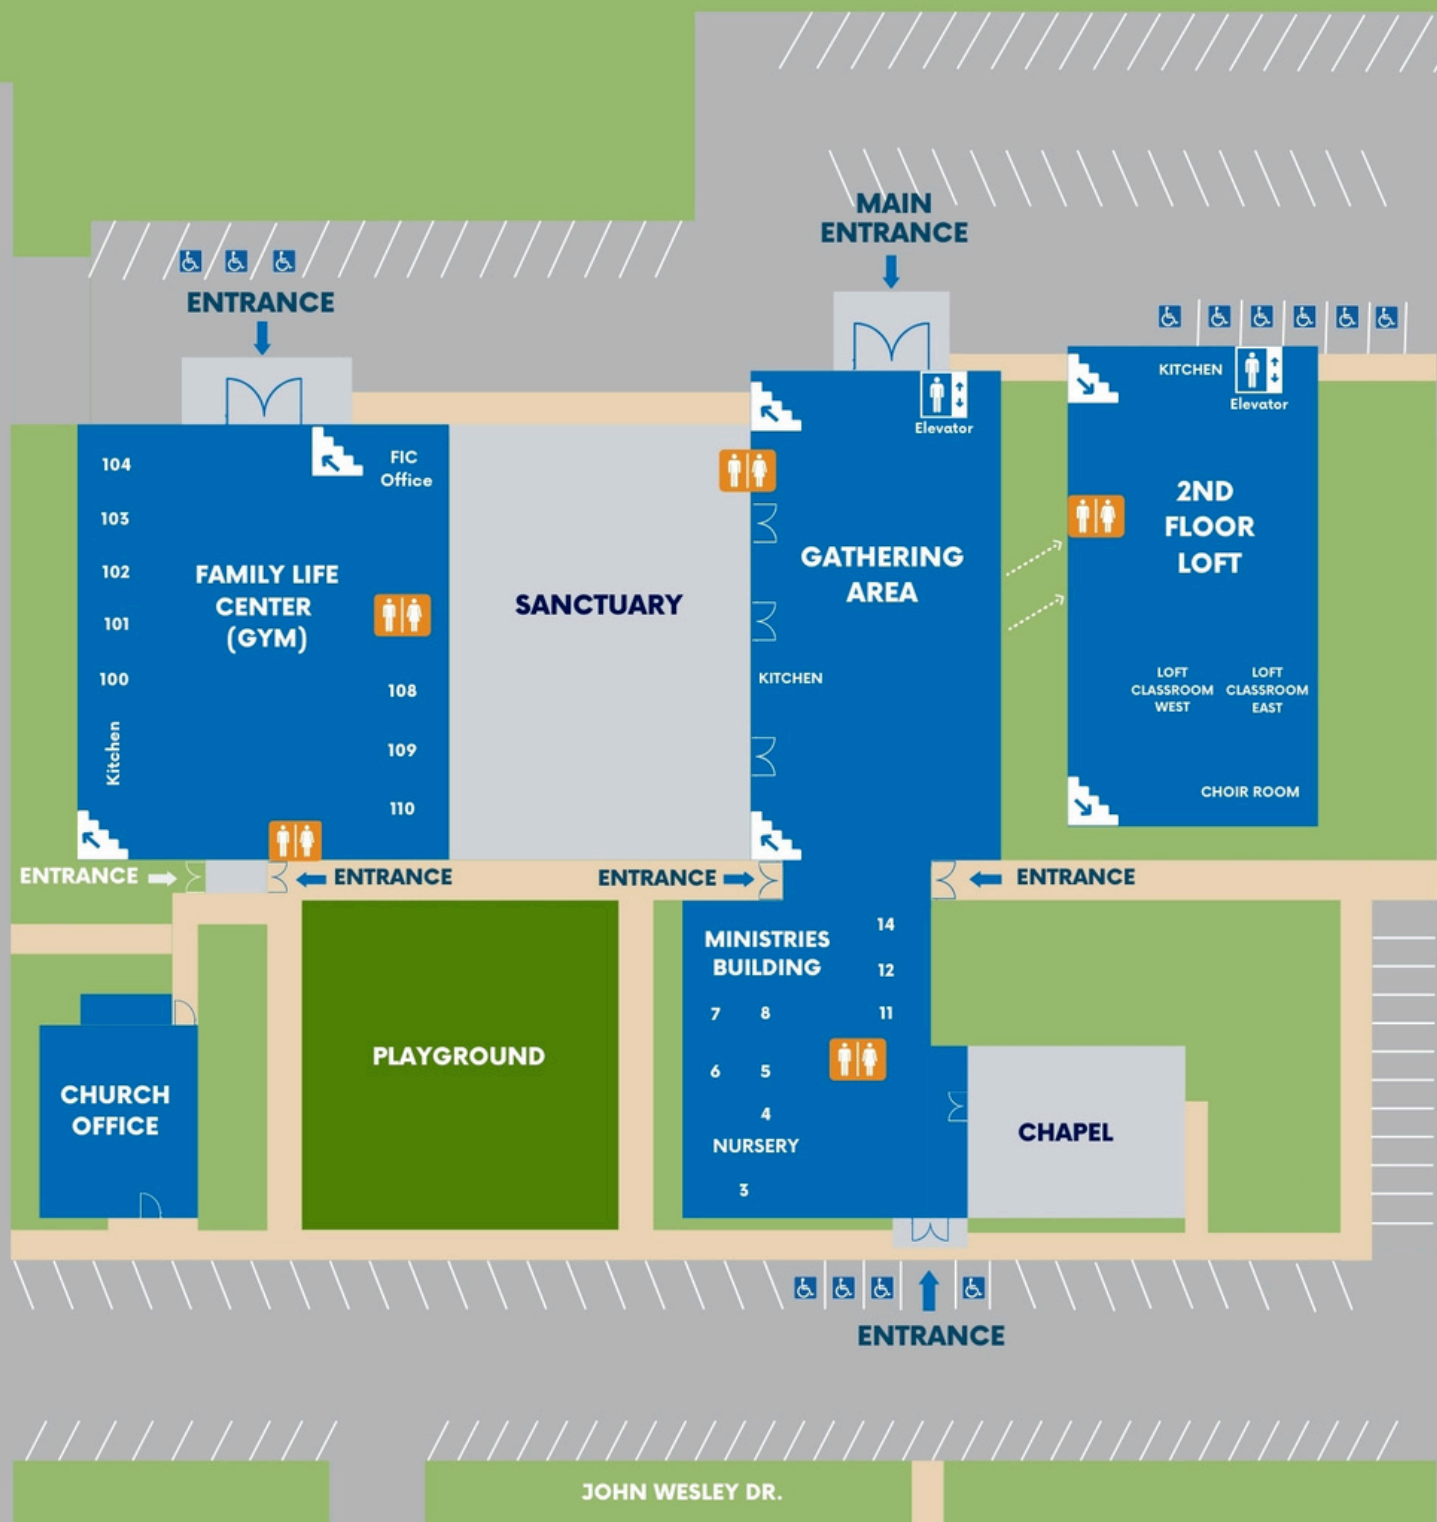 MAIN
ENTRANCE
ENTRANCE
KITCHEN
Elevator
Elevator
104
FIC
Office
103
102
101
100
Kitchen
FAMILY LIFE
CENTER
(GYM)
108
109
110
SANCTUARY
GATHERING
AREA
KITCHEN
2ND
FLOOR
LOFT
LOFT
CLASSROOM
WEST
LOFT
CLASSROOM
EAST
CHOIR ROOM
ENTRANCE
ENTRANCE
ENTRANCE
ENTRANCE
MINISTRIES
BUILDING
14
12
11
7
8
6
5
4
NURSERY
3
PLAYGROUND
CHURCH
OFFICE
CHAPEL
ENTRANCE
JOHN WESLEY DR.